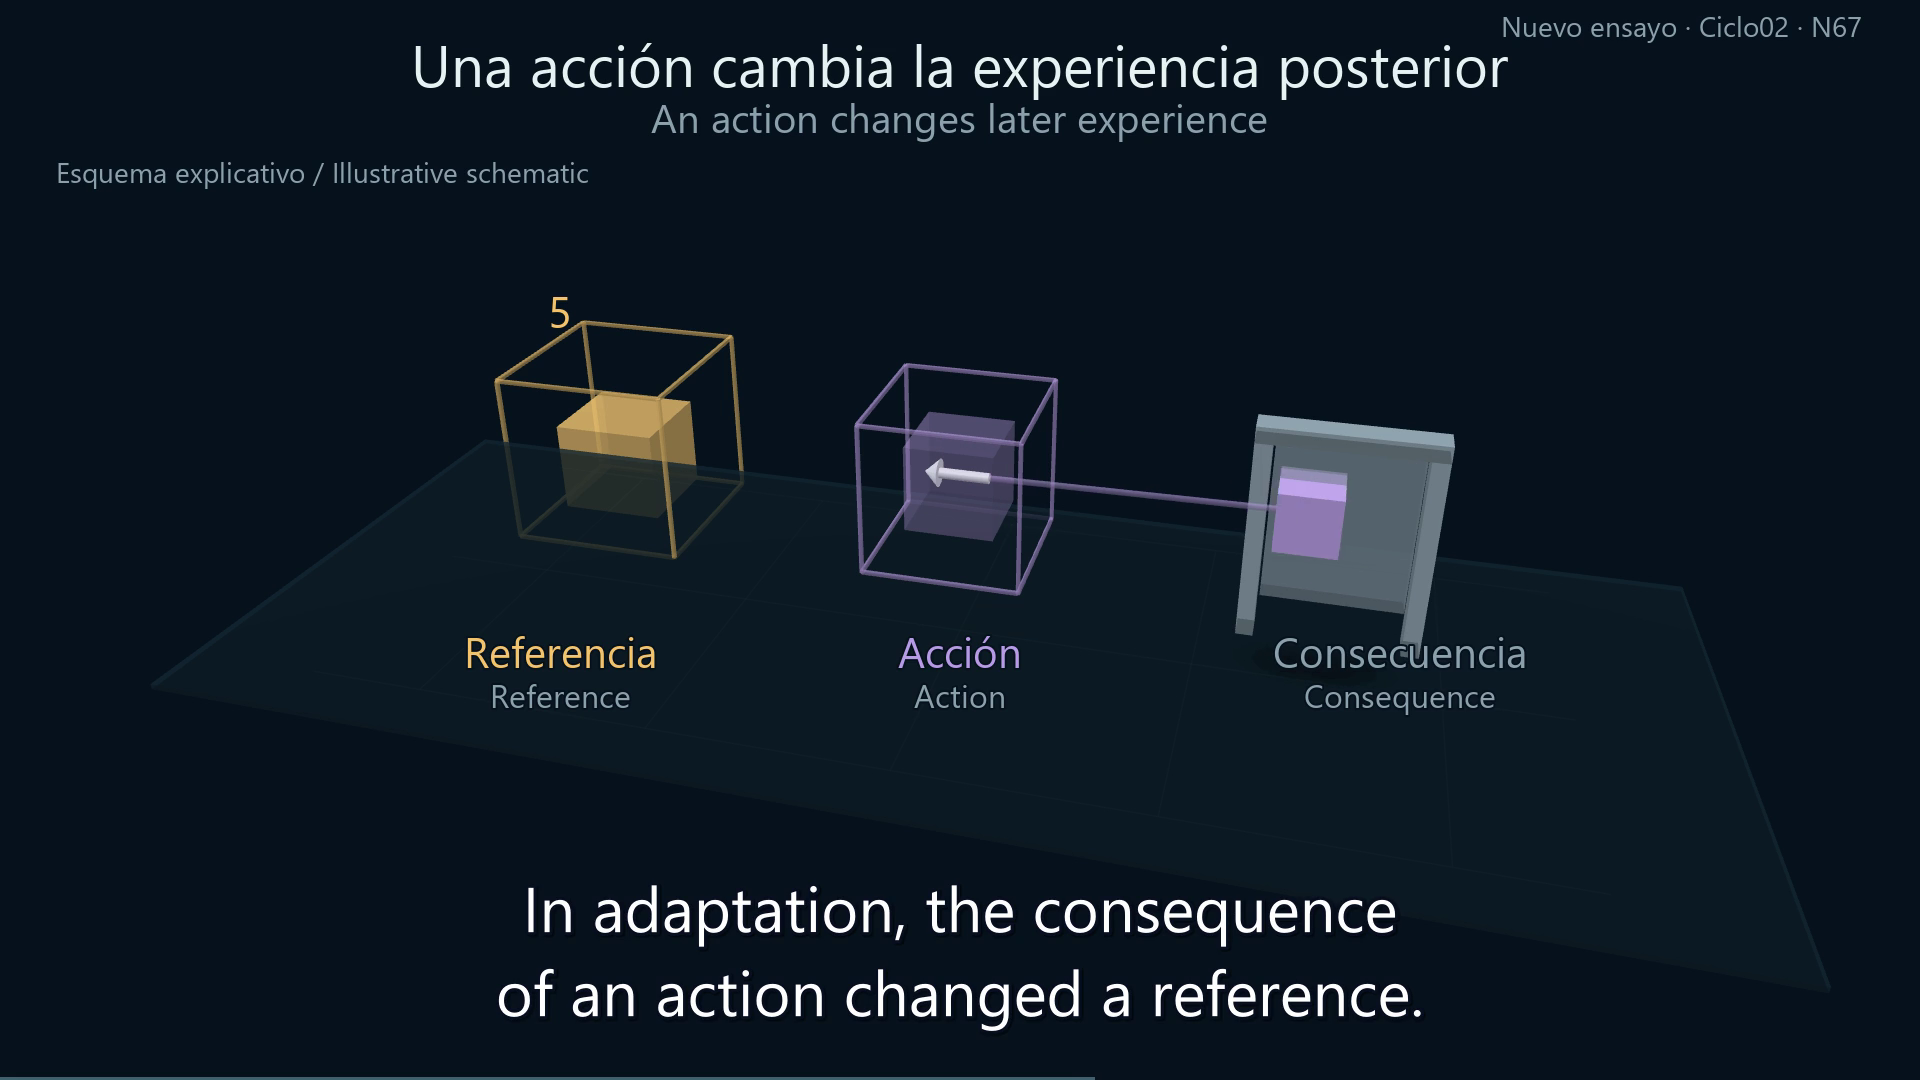 Nuevo ensayo · Ciclo02 · N67
Una acción cambia la experiencia posterior
An action changes later experience
Esquema explicativo / Illustrative schematic
5
Referencia
Reference
Acción
Action
Consecuencia
Consequence
In adaptation, the consequence
of an action changed a reference.